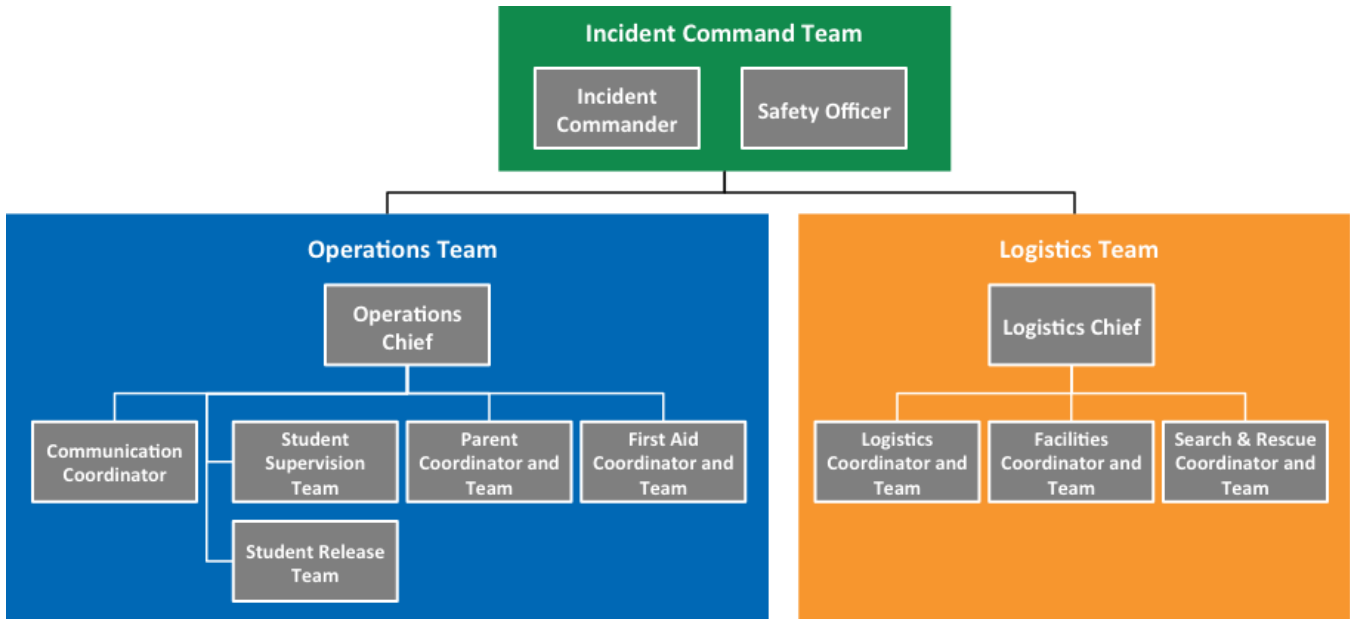 Incident Command Team
Incident
Commander
Safety Officer
Operations Team
Operations
Chief
Communication
Coordinator
Student
Supervision
Team
Parent
Coordinator and
Team
First Aid
Coordinator and
Team
Student Release
Team
Logistics Team
Logistics Chief
Logistics
Coordinator and
Team
Facilities
Coordinator and
Team
Search & Rescue
Coordinator and
Team